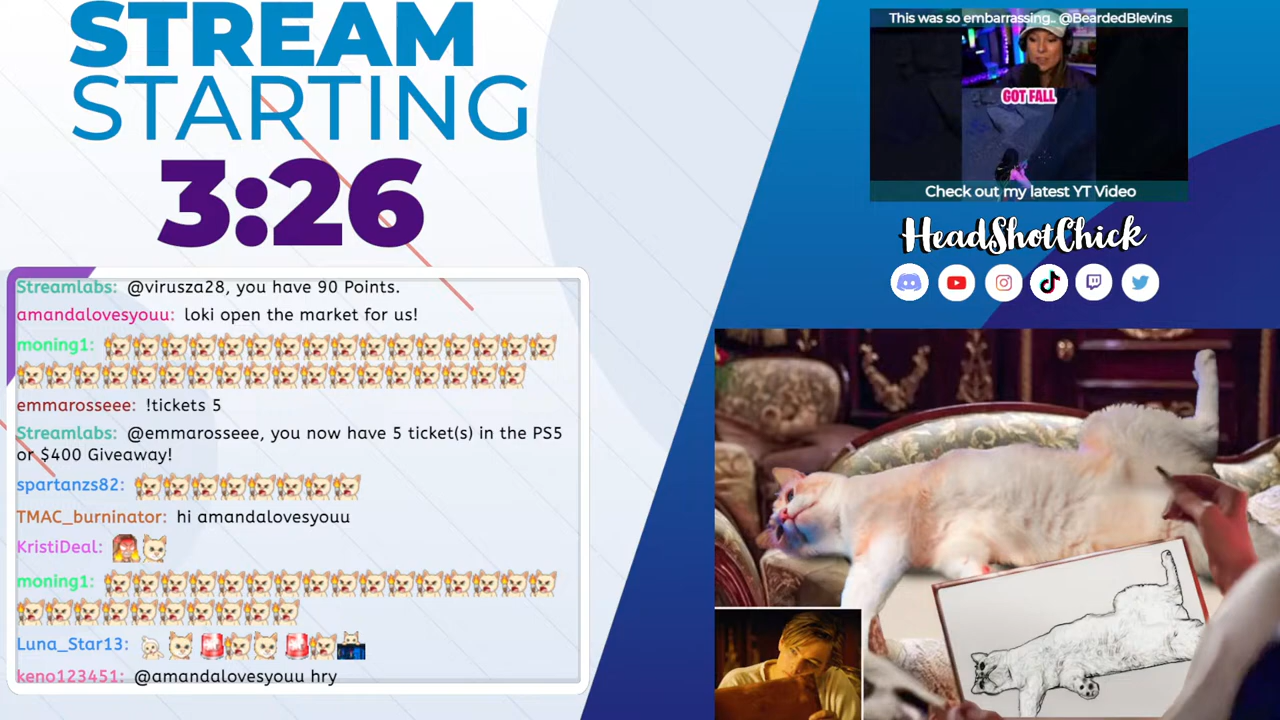 STREAM
STARTING
3:26
Streamlabs: @virusza28, you have 90 Points.
amandalovesyouu: loki open the market for us!
moning1:
emmarosseee: !tickets 5
Streamlabs: @emmarosseee, you now have 5 ticket(s) in the PS5
or $400 Giveaway!
spartanzs82:
TMAC_burninator: hi amandalovesyouu
KristiDeal:
moning1:
Luna_Star13:
keno123451: @amandalovesyouu hry
This was so embarrassing.. @BeardedBlevins
GOT FALL
Check out my latest YT Video
HeadShotChick